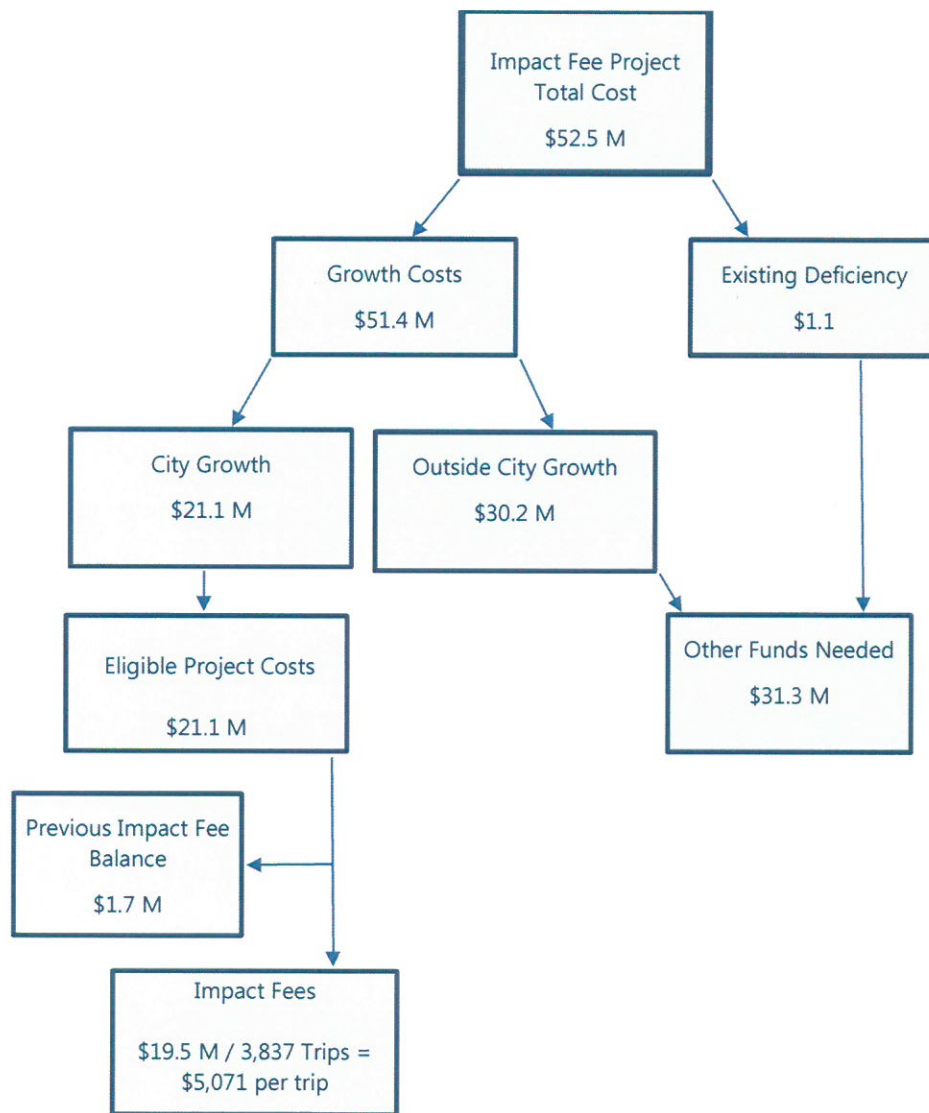 Impact Fee Project
Total Cost
$52.5 M
Growth Costs
$51.4 M
Existing Deficiency
$1.1
City Growth
$21.1 M
Outside City Growth
$30.2 M
Eligible Project Costs
$21.1 M
Other Funds Needed
$31.3 M
Previous Impact Fee
Balance
$1.7 M
Impact Fees
$19.5 M / 3,837 Trips =
$5,071 per trip